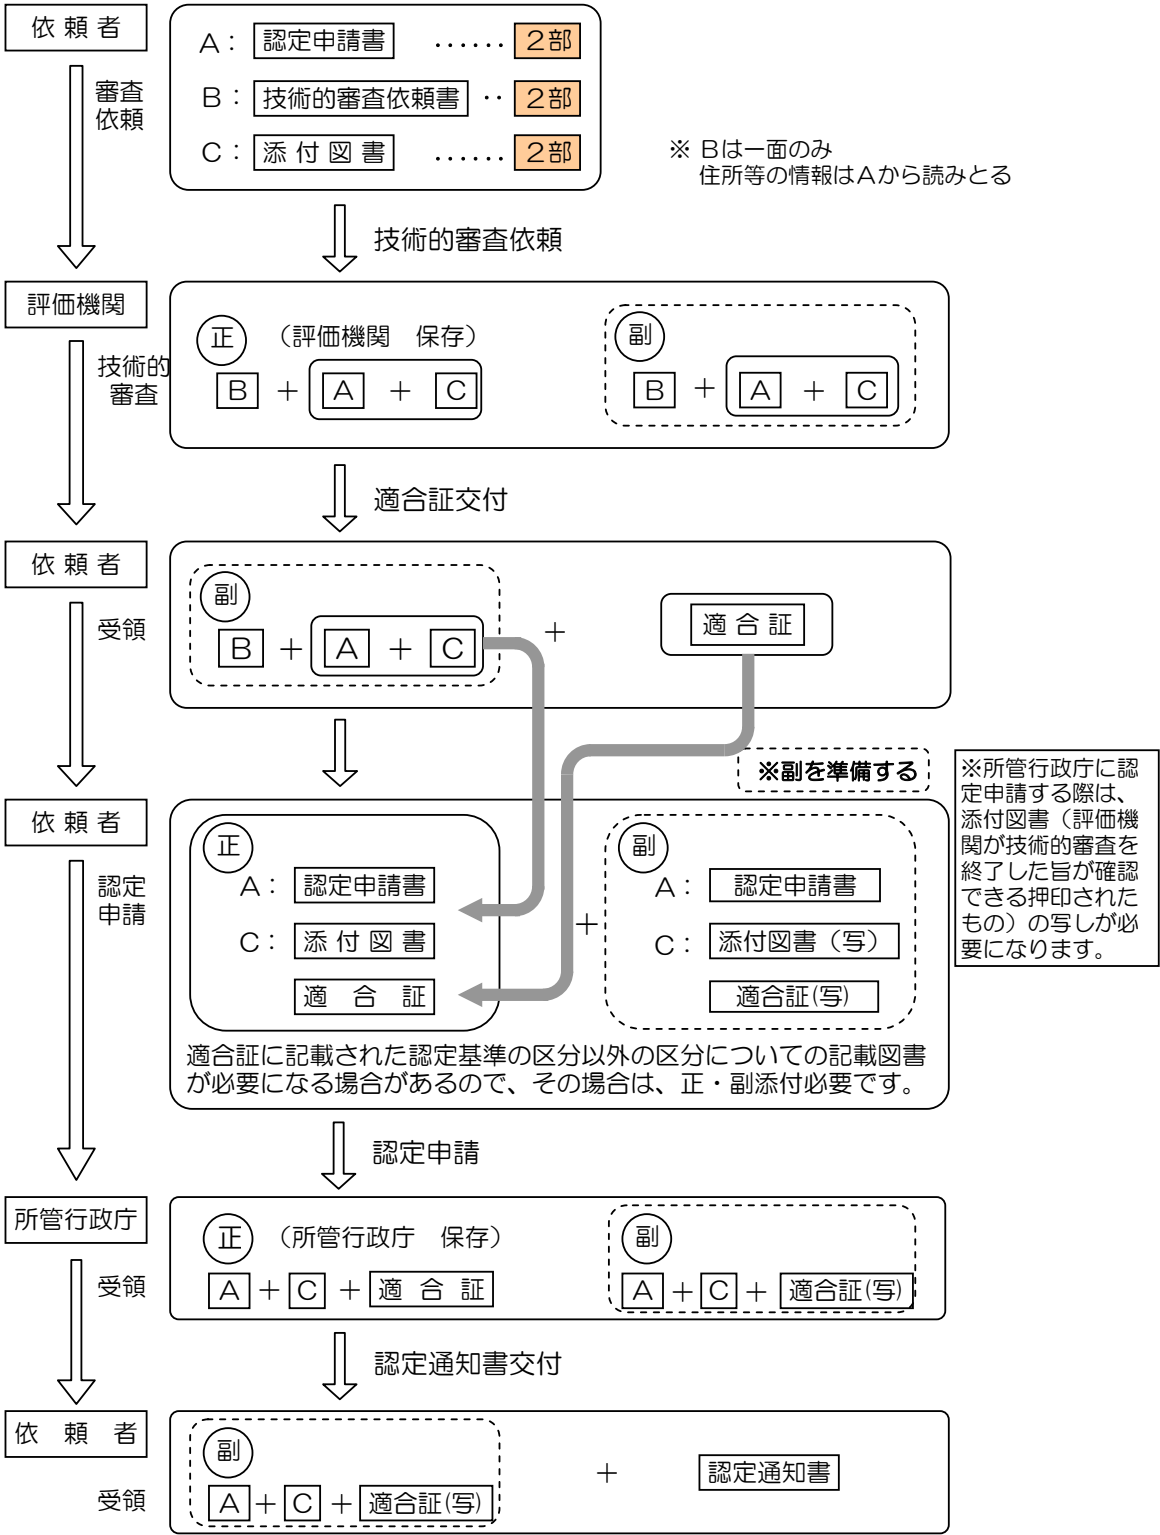 依 頼 者
A： 認定申請書 ‥‥‥ ２部
審査
依頼
B： 技術的審査依頼書 ‥ ２部
C： 添 付 図 書 ‥‥‥ ２部
※ Bは一面のみ
住所等の情報はAから読みとる
技術的審査依頼
評価機関
正 （評価機関　保存） 副
技術的
審査
B ＋ A ＋ C B ＋ A ＋ C
適合証交付
依 頼 者
副
受領
B ＋ A ＋ C ＋ 適 合 証
※副を準備する
※所管行政庁に認
定申請する際は、
添付図書（評価機
関が技術的審査を
終了した旨が確認
できる押印された
もの）の写しが必
要になります。
依 頼 者
正 副
認定
申請
A： 認定申請書 A： 認定申請書
＋
C： 添 付 図 書 C： 添付図書（写）
適　合　証 適合証(写)
適合証に記載された認定基準の区分以外の区分についての記載図書
が必要になる場合があるので、その場合は、正・副添付必要です。
認定申請
所管行政庁
正 （所管行政庁　保存） 副
受領
A ＋ C ＋ 適 合 証 A ＋ C ＋ 適合証(写)
認定通知書交付
依　頼　者
副
＋ 認定通知書
受領
A ＋ C ＋ 適合証(写)